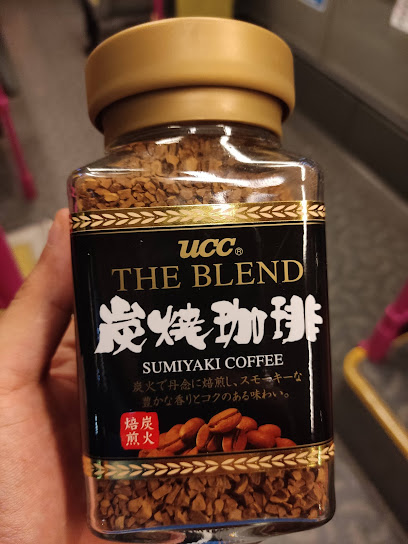 UCC®
THE BLEND
炭焼珈琲
SUMIYAKI COFFEE
炭火で丹念に焙煎し、スモーキーな
豊かな香りとコクのある味わい。
炭火
焙煎